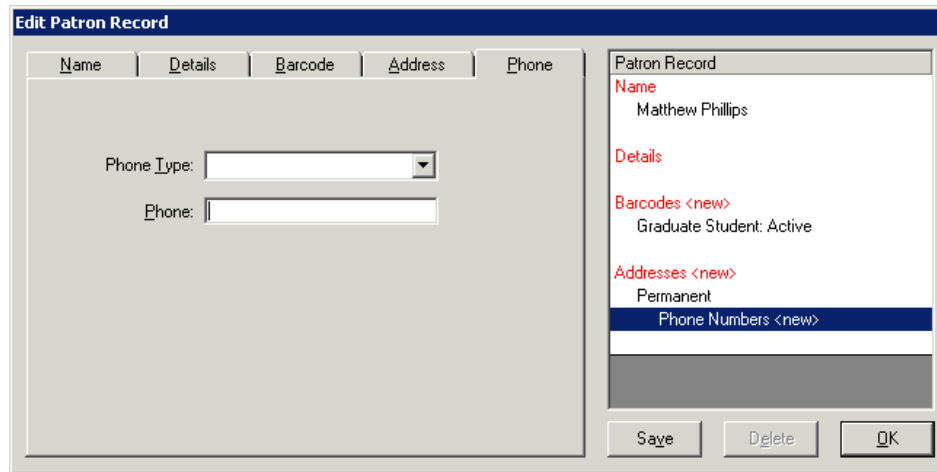 Edit Patron Record
Name Details Barcode Address Phone
Phone Type:
Phone:
Patron Record
Name
Matthew Phillips
Details
Barcodes <new>
Graduate Student: Active
Addresses <new>
Permanent
Phone Numbers <new>
Save Delete OK